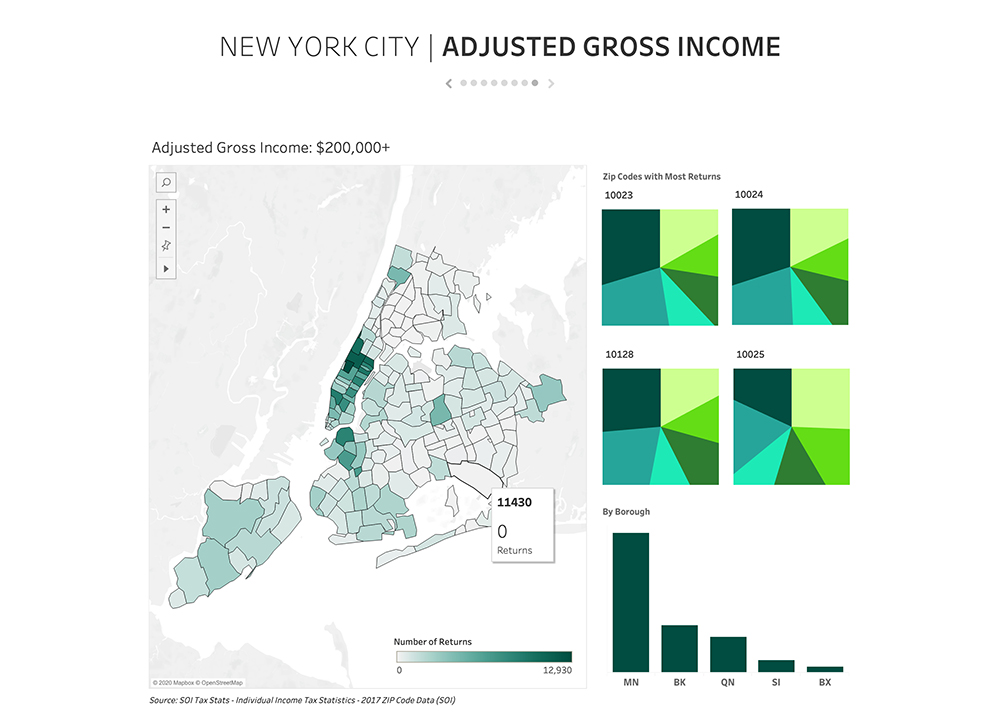 NEW YORK CITY | ADJUSTED GROSS INCOME
Adjusted Gross Income: $200,000+
Zip Codes with Most Returns
10023
10024
10128
10025
11430
0
Returns
By Borough
MN BK QN SI BX
Number of Returns
0 12,930
© 2020 Mapbox © OpenStreetMap
Source: SOI Tax Stats - Individual Income Tax Statistics - 2017 ZIP Code Data (SOI)